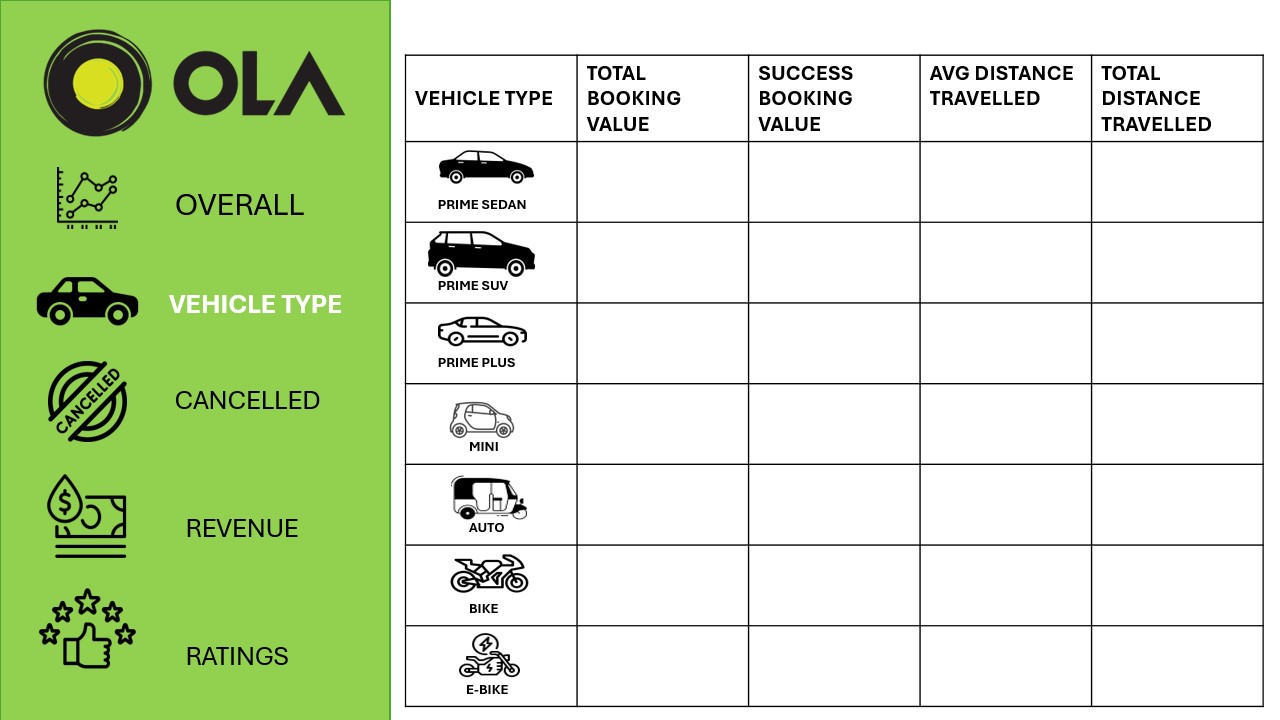 OLA
OVERALL
VEHICLE TYPE
CANCELLED
CANCELLED
$
REVENUE
RATINGS
VEHICLE TYPE
TOTAL
BOOKING
VALUE
SUCCESS
BOOKING
VALUE
AVG DISTANCE
TRAVELLED
TOTAL
DISTANCE
TRAVELLED
PRIME SEDAN
PRIME SUV
PRIME PLUS
MINI
AUTO
BIKE
E-BIKE